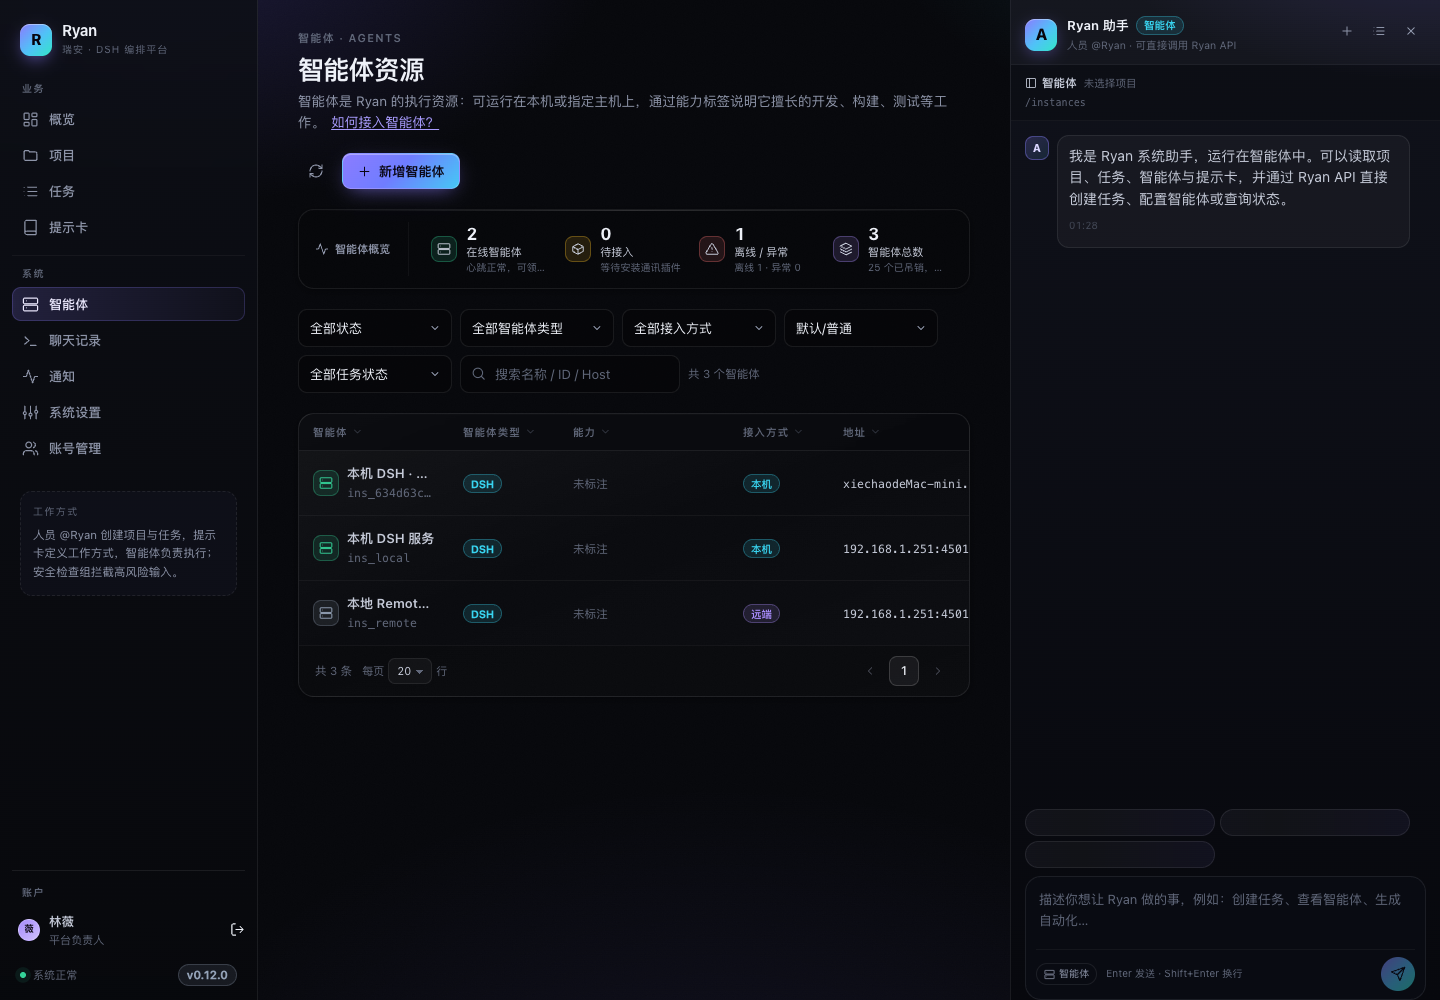 R
Ryan
瑞安 · DSH 编排平台
业务
概览
项目
任务
提示卡
系统
智能体
聊天记录
通知
系统设置
账号管理
工作方式
人员 @Ryan 创建项目与任务，提示
卡定义工作方式，智能体负责执行；
安全检查组拦截高风险输入。
账户
薇
林薇
平台负责人
系统正常
v0.12.0
智能体 · AGENTS
智能体资源
智能体是 Ryan 的执行资源：可运行在本机或指定主机上，通过能力标签说明它擅长的开发、构建、测试等工
作。 如何接入智能体？
新增智能体
智能体概览
2
在线智能体
心跳正常，可领...
0
待接入
等待安装通讯插件
1
离线 / 异常
离线 1 · 异常 0
3
智能体总数
25 个已吊销，...
全部状态
全部智能体类型
全部接入方式
默认/普通
全部任务状态
搜索名称 / ID / Host
共 3 个智能体
智能体 智能体类型 能力 接入方式 地址
本机 DSH · ...
ins_634d63c…
DSH
未标注
本机
xiechaodeMac-mini.
本机 DSH 服务
ins_local
DSH
未标注
本机
192.168.1.251:4501
本地 Remot...
ins_remote
DSH
未标注
远端
192.168.1.251:4501
共 3 条 每页 20 行
1
A
Ryan 助手 智能体
人员 @Ryan · 可直接调用 Ryan API
智能体 未选择项目
/instances
A
我是 Ryan 系统助手，运行在智能体中。可以读取项
目、任务、智能体与提示卡，并通过 Ryan API 直接
创建任务、配置智能体或查询状态。
01:28
描述你想让 Ryan 做的事，例如：创建任务、查看智能体、生成
自动化...
智能体
Enter 发送 · Shift+Enter 换行